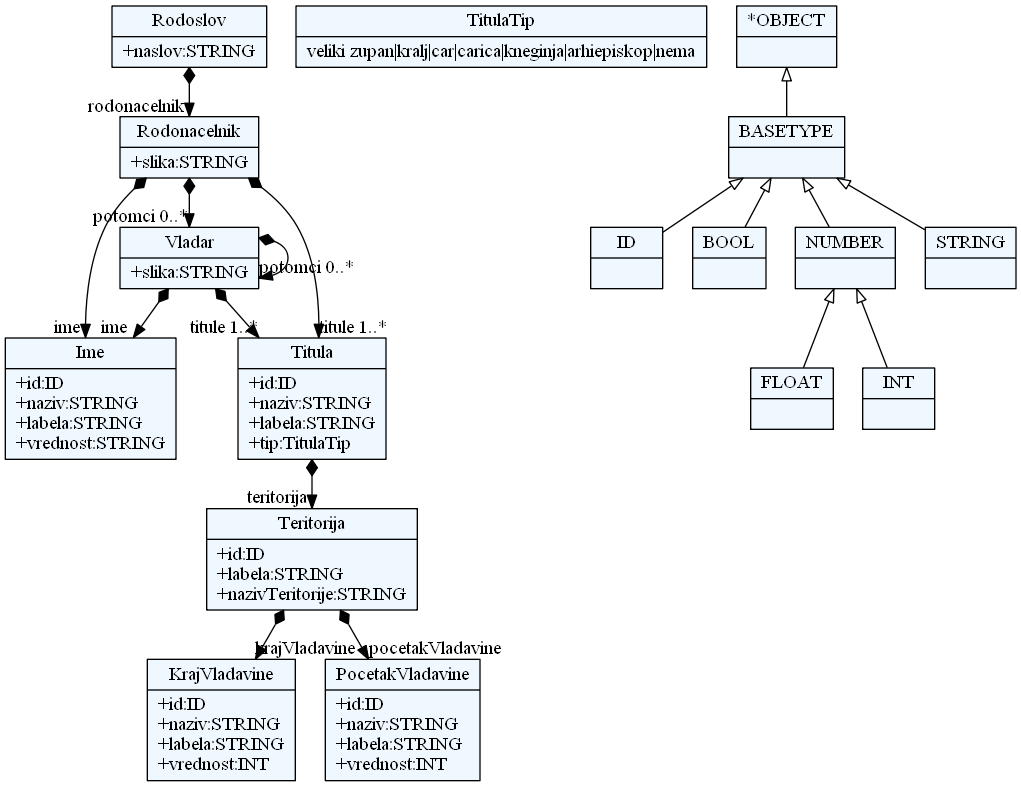 Rodoslov
+naslov:STRING
TitulaTip
veliki zupan|kralj|car|carica|kneginja|arhiepiskop|nema
*OBJECT
rodonacelnik
Rodonacelnik
+slika:STRING
BASETYPE
potomci 0..*
Vladar
+slika:STRING
potomci 0..*
ID
BOOL
NUMBER
STRING
ime
ime
titule 1..*
titule 1..*
Ime
+id:ID
+naziv:STRING
+labela:STRING
+vrednost:STRING
Titula
+id:ID
+naziv:STRING
+labela:STRING
+tip:TitulaTip
FLOAT
INT
teritorija
Teritorija
+id:ID
+labela:STRING
+nazivTeritorije:STRING
krajVladavine
pocetakVladavine
KrajVladavine
+id:ID
+naziv:STRING
+labela:STRING
+vrednost:INT
PocetakVladavine
+id:ID
+naziv:STRING
+labela:STRING
+vrednost:INT